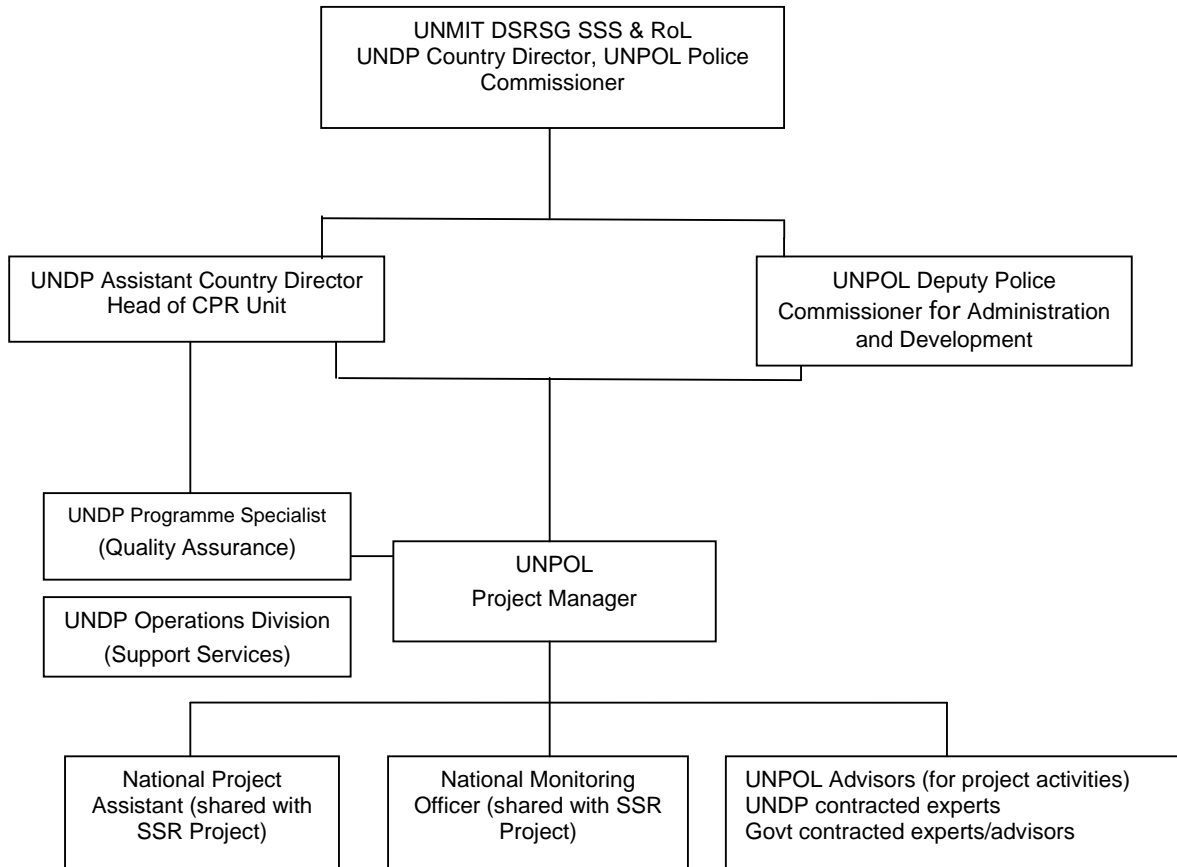 UNMIT DSRSG SSS & RoL
UNDP Country Director, UNPOL Police
Commissioner
UNDP Assistant Country Director
Head of CPR Unit
UNPOL Deputy Police
Commissioner for Administration
and Development
UNDP Programme Specialist
(Quality Assurance)
UNPOL
Project Manager
UNDP Operations Division
(Support Services)
National Project
Assistant (shared with
SSR Project)
National Monitoring
Officer (shared with SSR
Project)
UNPOL Advisors (for project activities)
UNDP contracted experts
Govt contracted experts/advisors